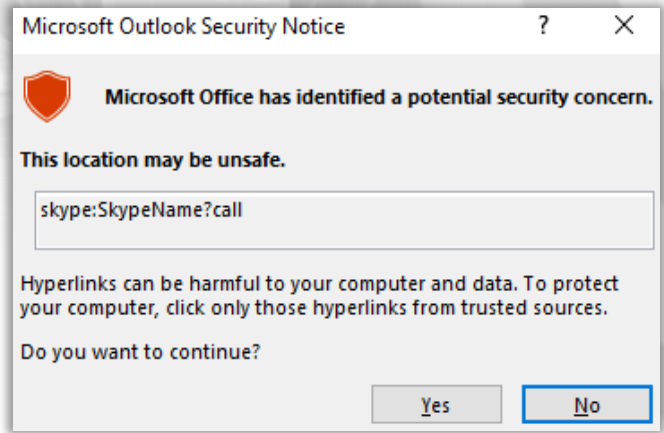 Microsoft Outlook Security Notice ? ✕
Microsoft Office has identified a potential security concern.
This location may be unsafe.
skype:SkypeName?call
Hyperlinks can be harmful to your computer and data. To protect
your computer, click only those hyperlinks from trusted sources.
Do you want to continue?
Yes No